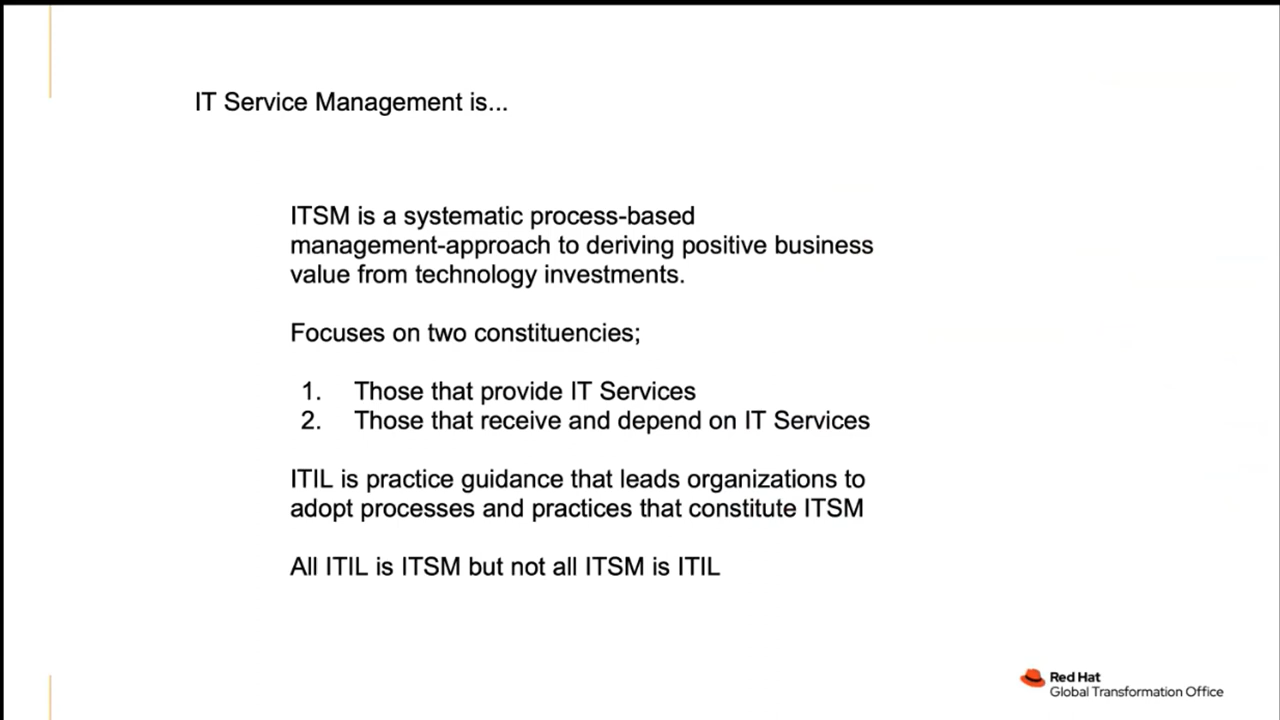 IT Service Management is...
ITSM is a systematic process-based
management-approach to deriving positive business
value from technology investments.
Focuses on two constituencies;
1. Those that provide IT Services
2. Those that receive and depend on IT Services
ITIL is practice guidance that leads organizations to
adopt processes and practices that constitute ITSM
All ITIL is ITSM but not all ITSM is ITIL
Red Hat
Global Transformation Office